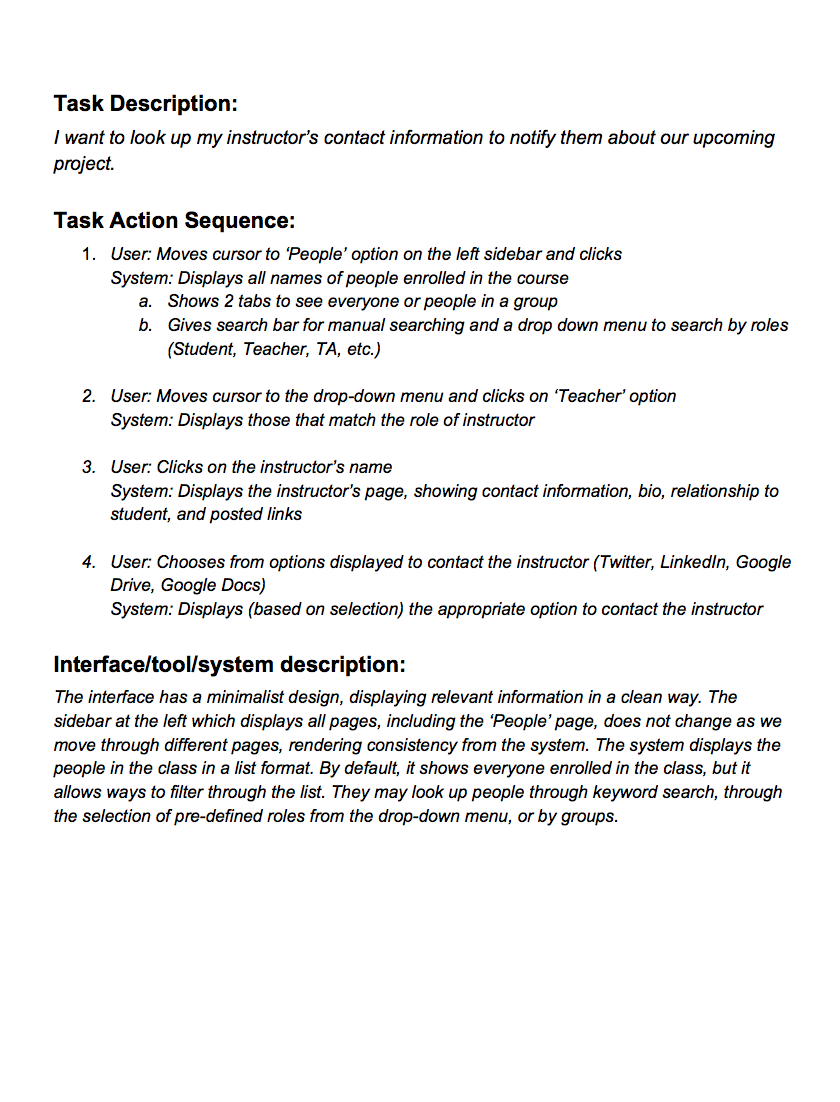 Task Description:
I want to look up my instructor’s contact information to notify them about our upcoming
project.
Task Action Sequence:
1. User: Moves cursor to ‘People’ option on the left sidebar and clicks
System: Displays all names of people enrolled in the course
a. Shows 2 tabs to see everyone or people in a group
b. Gives search bar for manual searching and a drop down menu to search by roles
(Student, Teacher, TA, etc.)
2. User: Moves cursor to the drop-down menu and clicks on ‘Teacher’ option
System: Displays those that match the role of instructor
3. User: Clicks on the instructor’s name
System: Displays the instructor’s page, showing contact information, bio, relationship to
student, and posted links
4. User: Chooses from options displayed to contact the instructor (Twitter, LinkedIn, Google
Drive, Google Docs)
System: Displays (based on selection) the appropriate option to contact the instructor
Interface/tool/system description:
The interface has a minimalist design, displaying relevant information in a clean way. The
sidebar at the left which displays all pages, including the ‘People’ page, does not change as we
move through different pages, rendering consistency from the system. The system displays the
people in the class in a list format. By default, it shows everyone enrolled in the class, but it
allows ways to filter through the list. They may look up people through keyword search, through
the selection of pre-defined roles from the drop-down menu, or by groups.